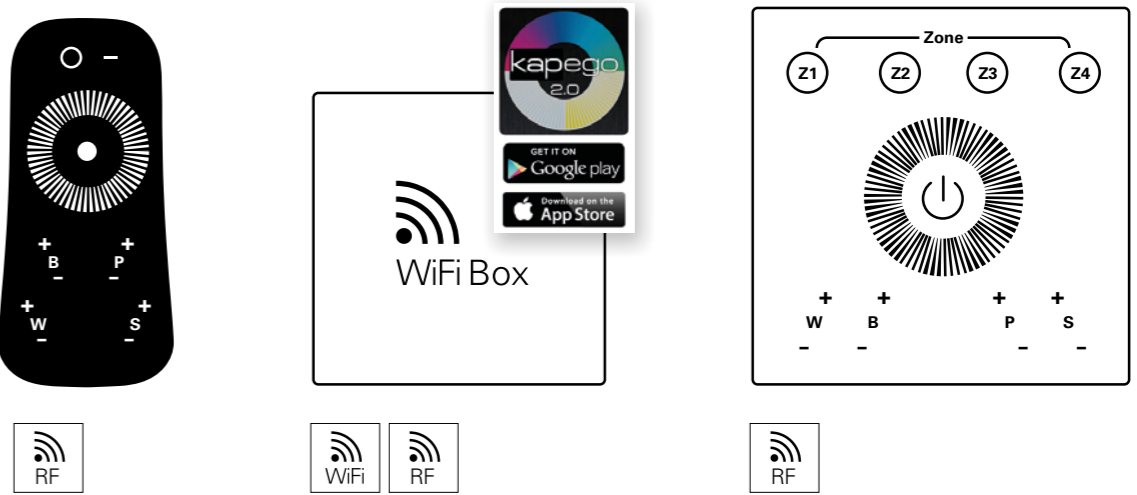 B P
W S
RF
kapego
2.0
GET IT ON
Google play
Download on the
App Store
WiFi Box
WiFi
RF
Zone
Z1 Z2 Z3 Z4
+ + + +
W B P S
- - - -
RF